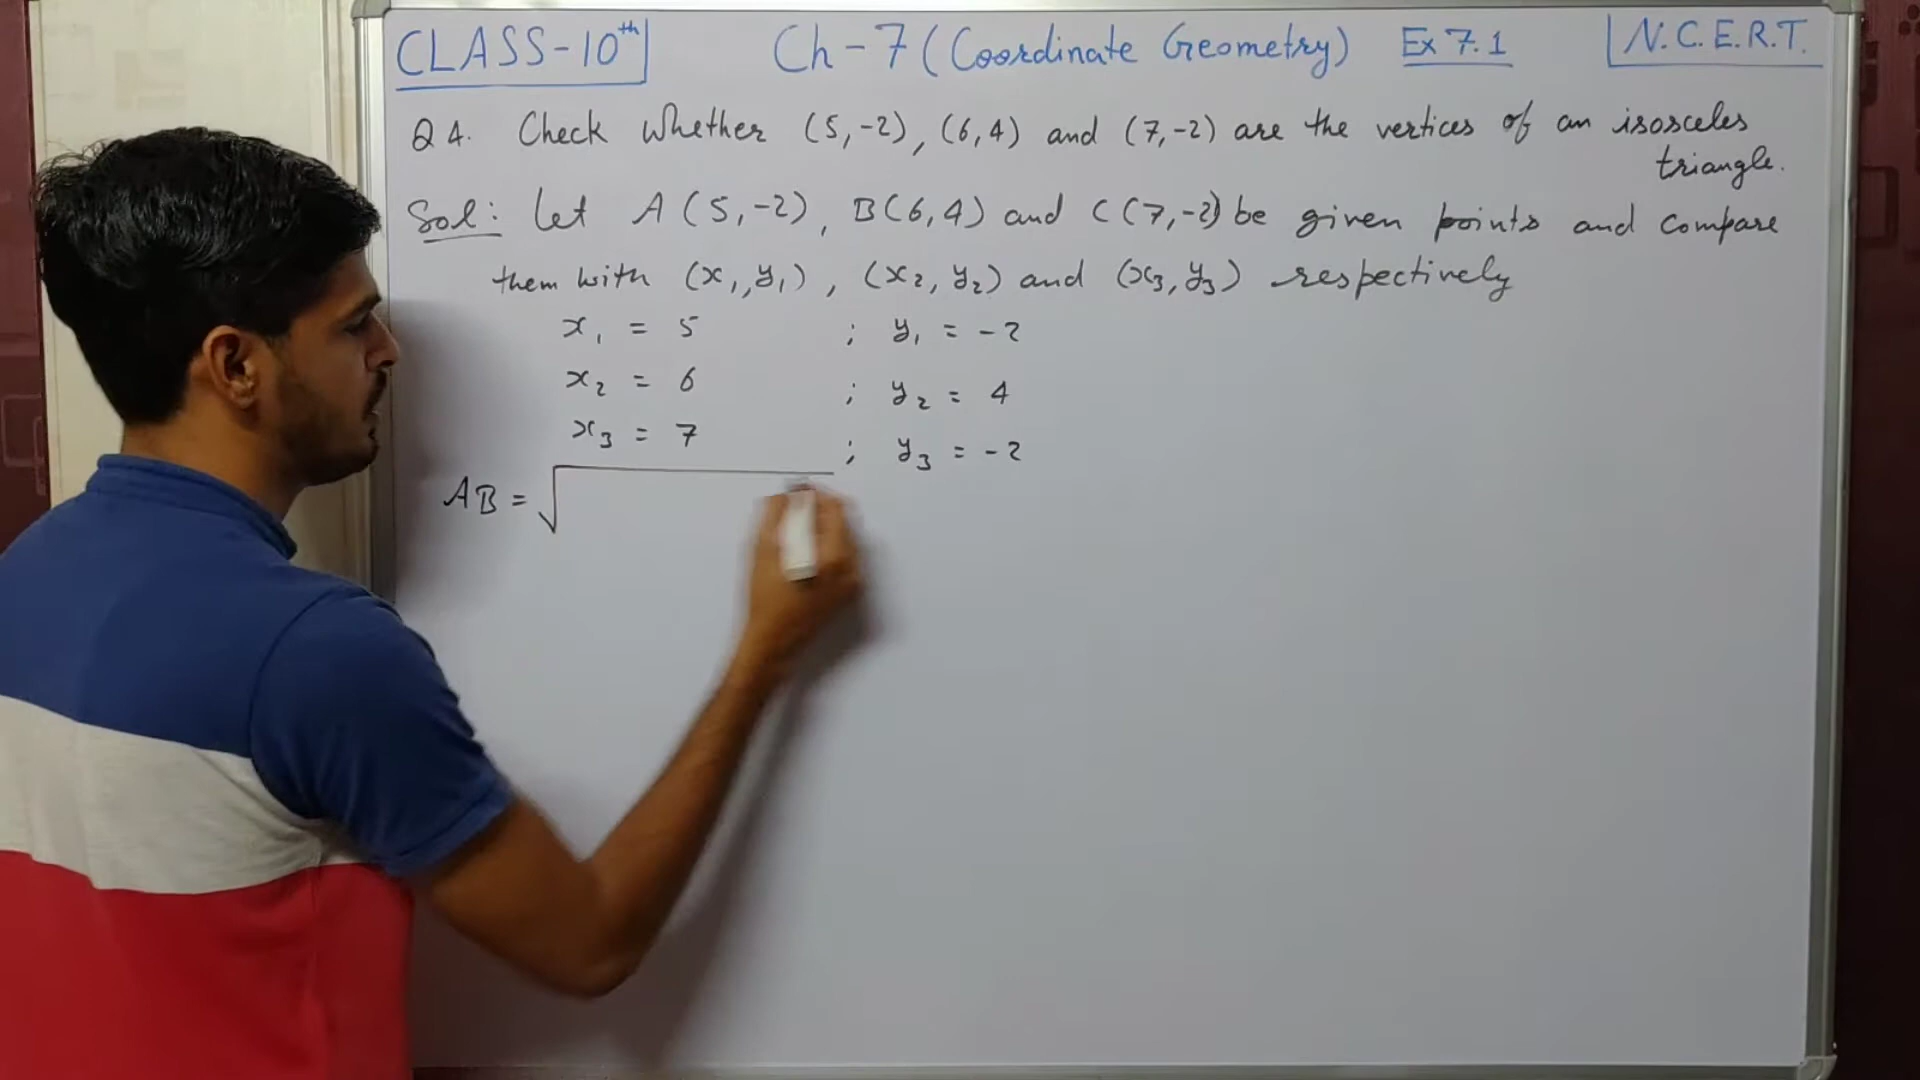 CLASS-10th Ch-7 (Coordinate Geometry) Ex 7.1 N.C.E.R.T.
Q4. Check whether (5,-2), (6,4) and (7,-2) are the vertices of an isosceles
triangle.
Sol: Let A(5,-2), B(6,4) and C(7,-2) be given points and compare
them with (x₁,y₁), (x₂,y₂) and (x₃,y₃) respectively
x₁ = 5 ; y₁ = -2
x₂ = 6 ; y₂ = 4
x₃ = 7 ; y₃ = -2
AB = √